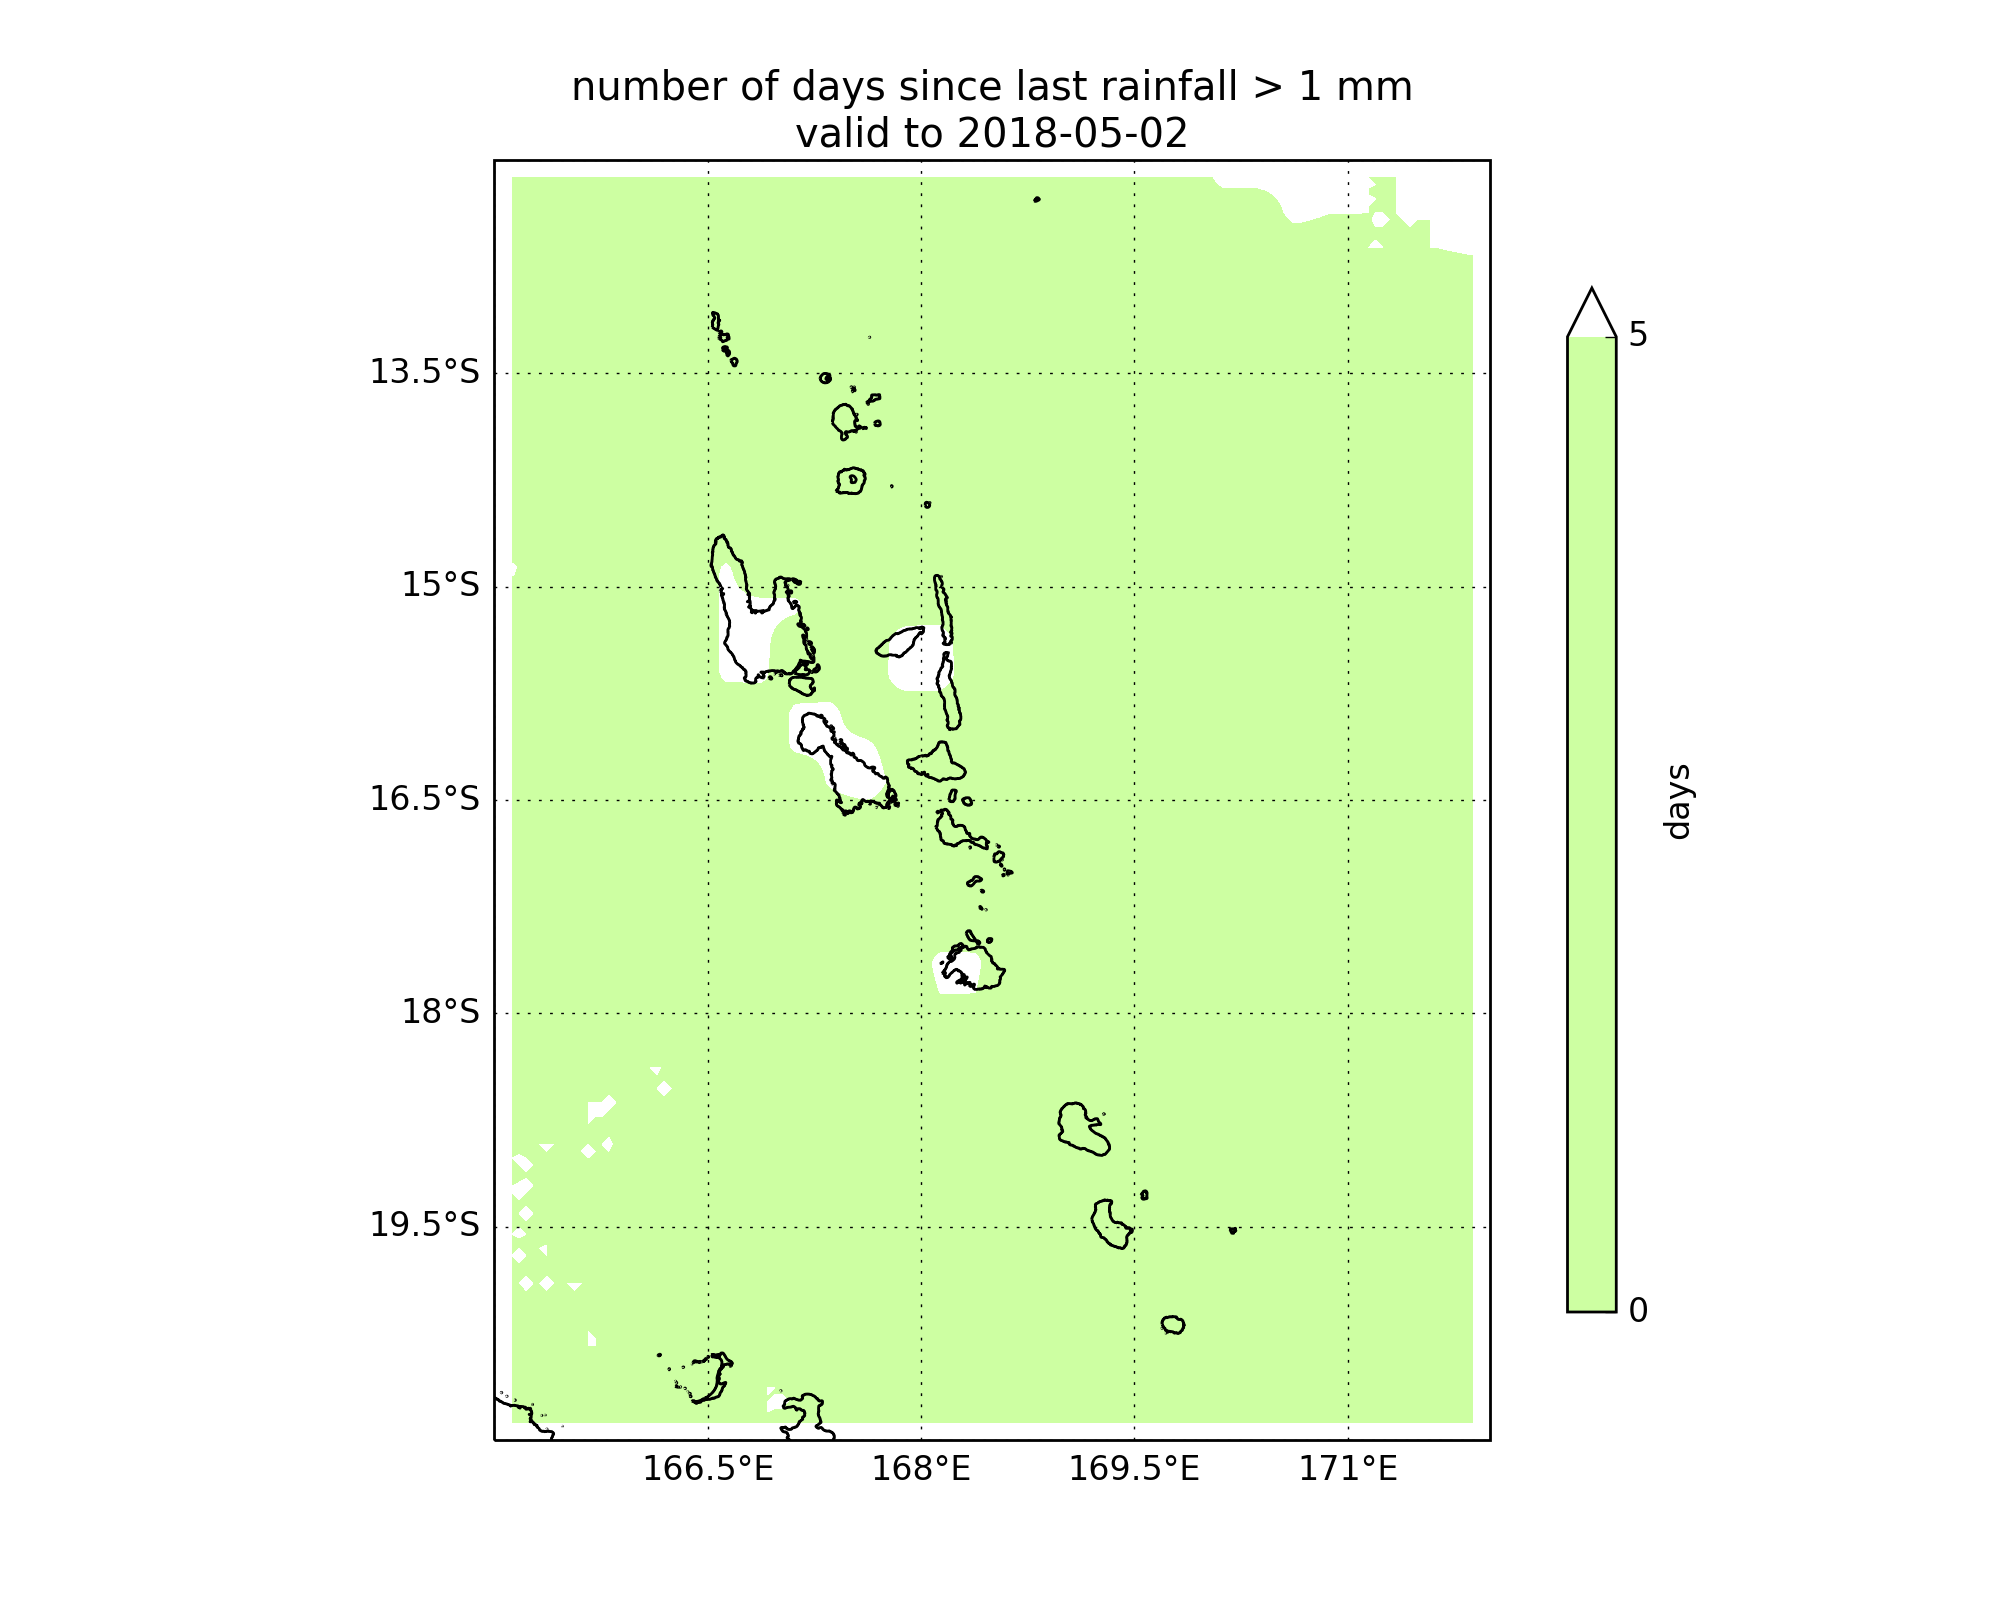 number of days since last rainfall > 1 mm
valid to 2018-05-02
13.5°S
15°S
16.5°S
18°S
19.5°S
166.5°E
168°E
169.5°E
171°E
5
days
0